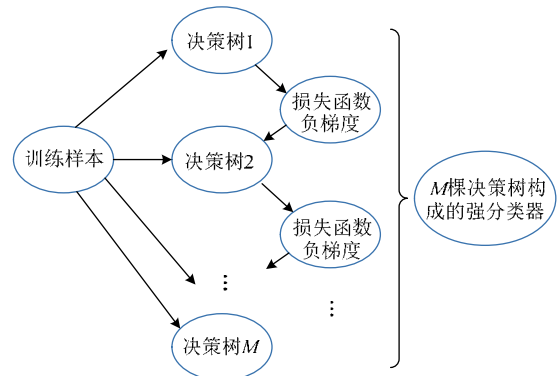 决策树1
损失函数
负梯度
训练样本
决策树2
M棵决策树构
成的强分类器
损失函数
负梯度
...
...
决策树M